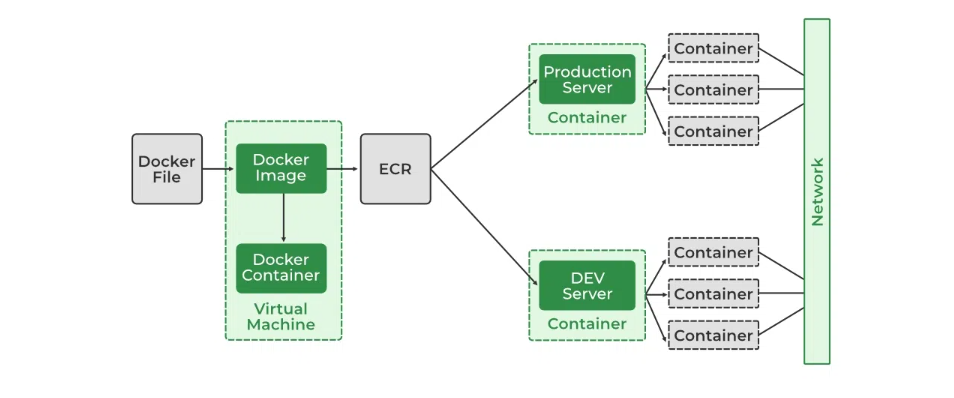 Docker
File
Docker
Image
Docker
Container
Virtual
Machine
ECR
Production
Server
Container
Container
Container
Container
DEV
Server
Container
Container
Container
Container
Network